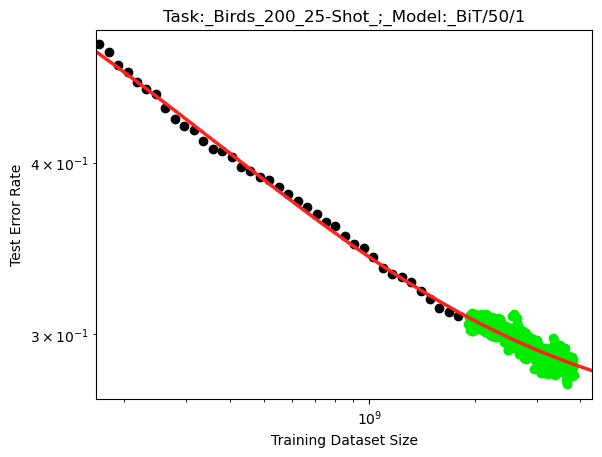 Task:_Birds_200_25-Shot_;_Model:_BiT/50/1
Test Error Rate
4 × 10⁻¹
3 × 10⁻¹
10⁹
Training Dataset Size